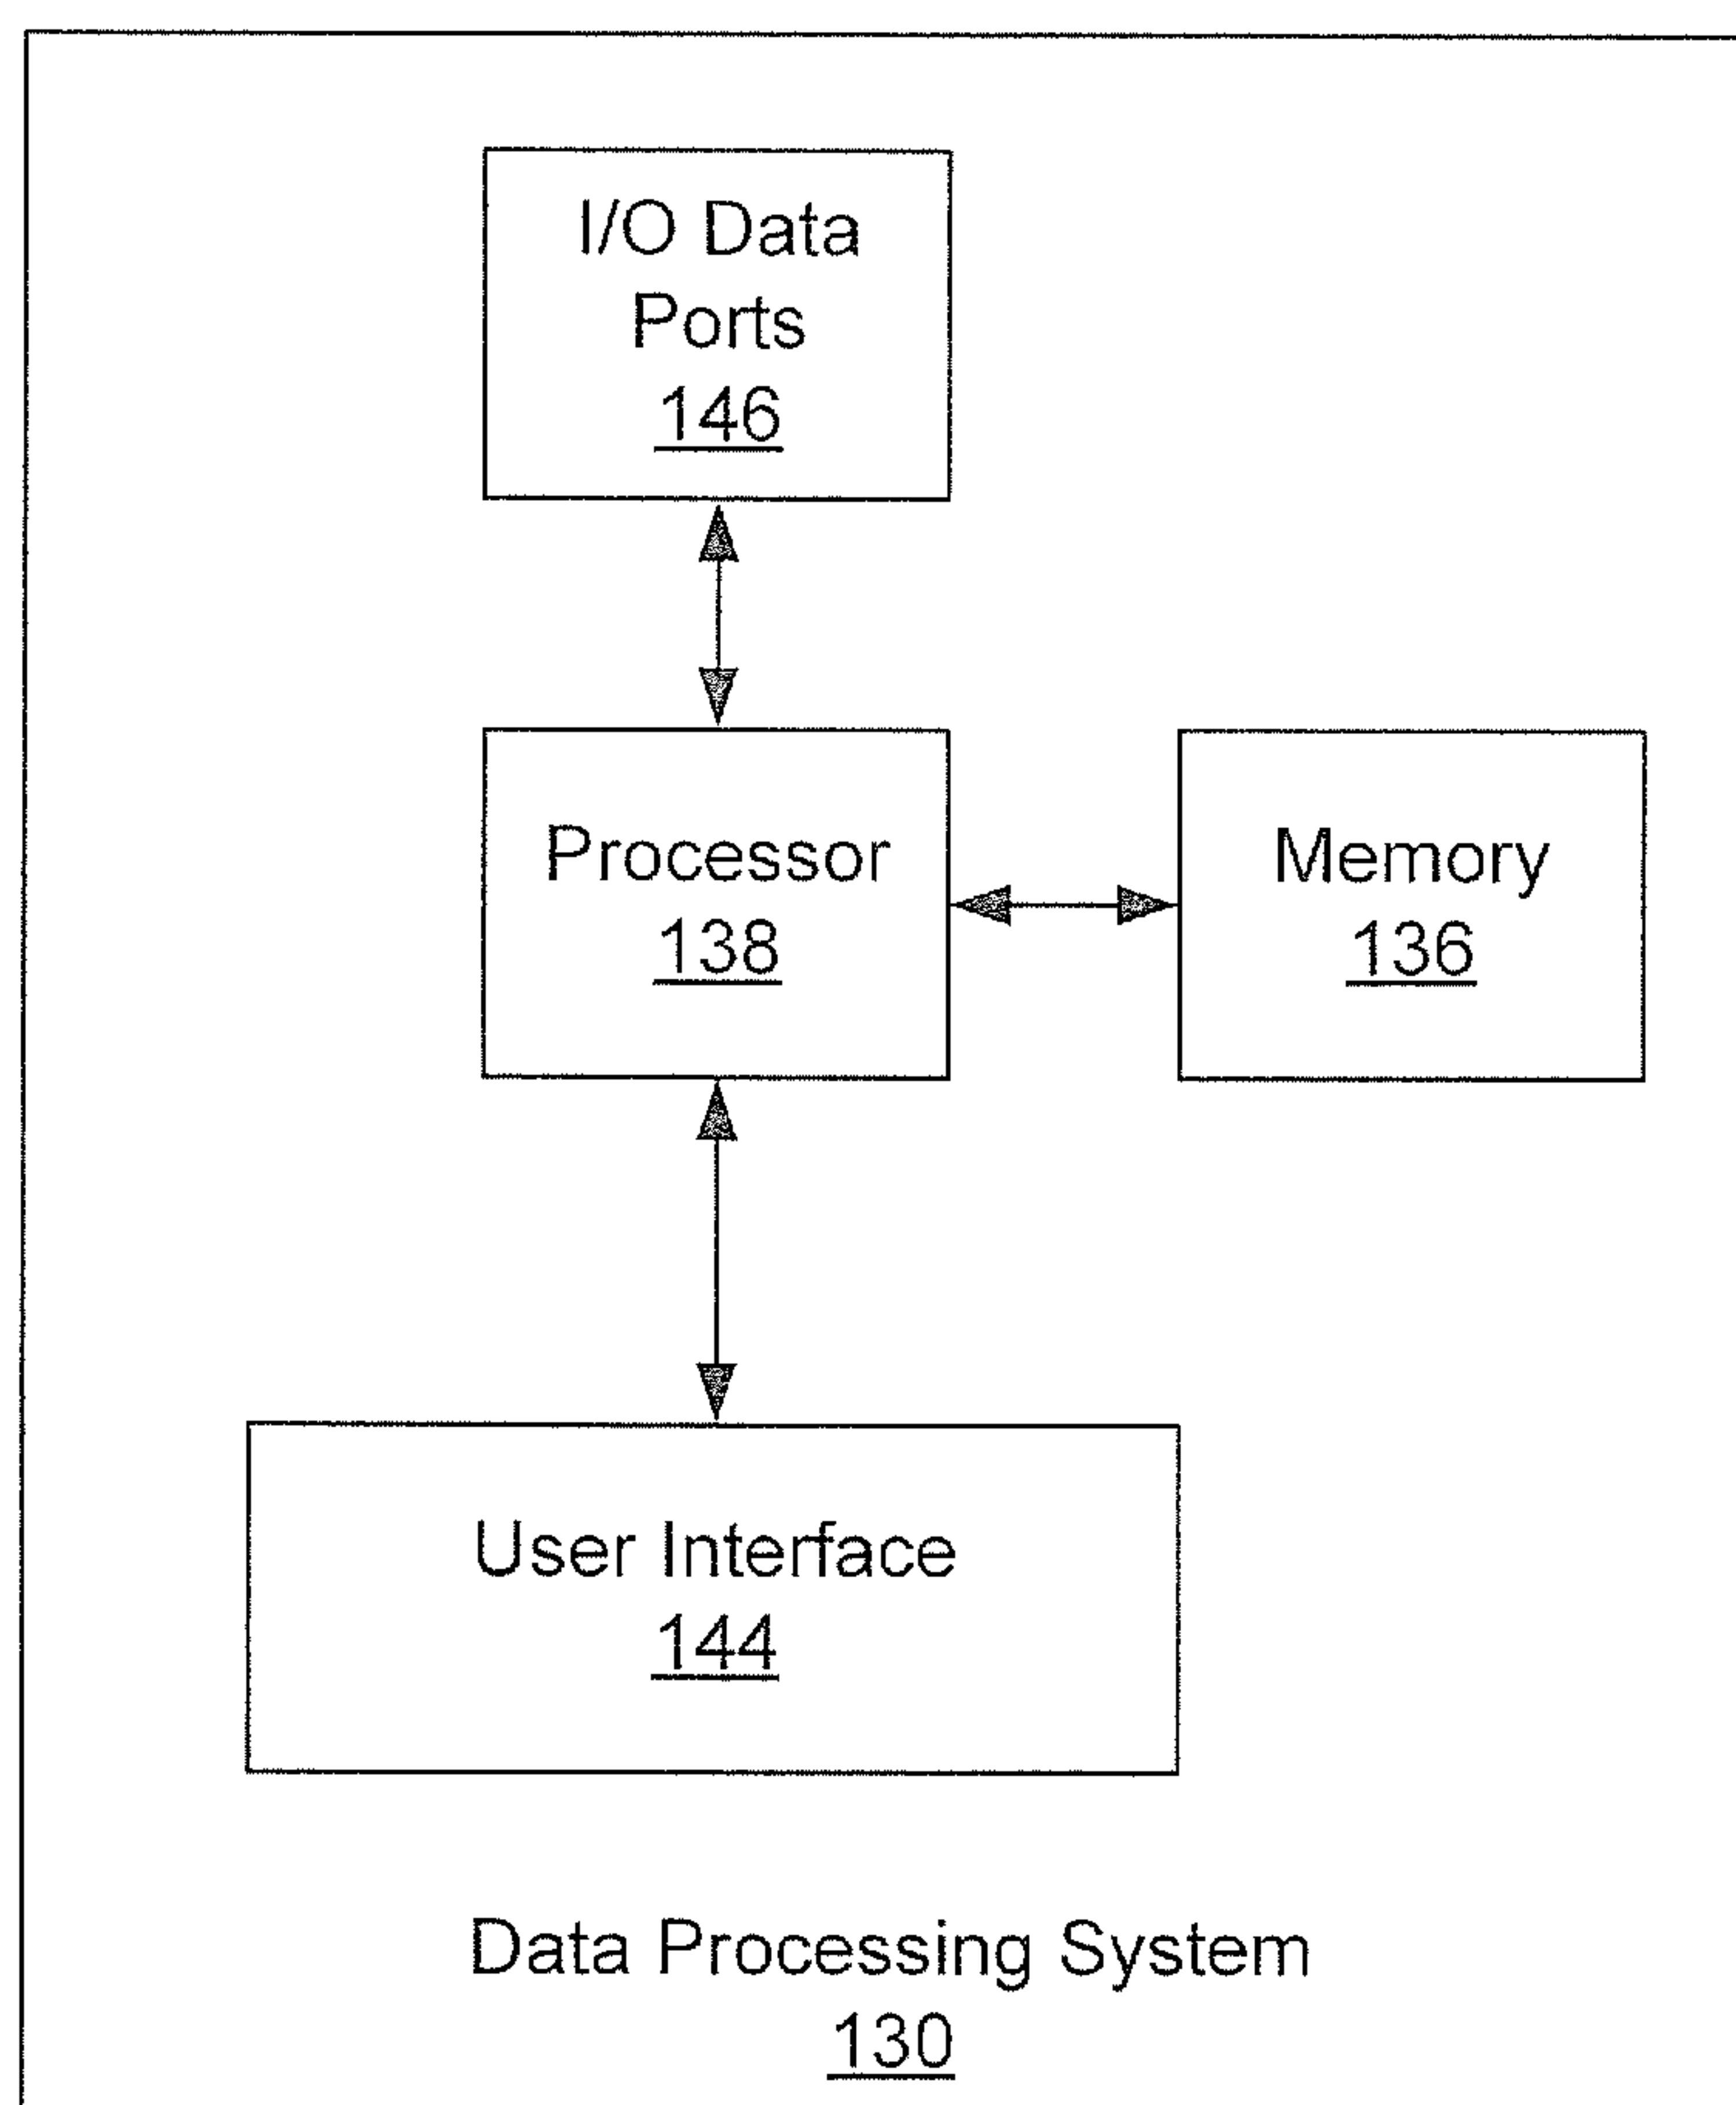 I/O Data
Ports
146
Processor
138
Memory
136
User Interface
144
Data Processing System
130